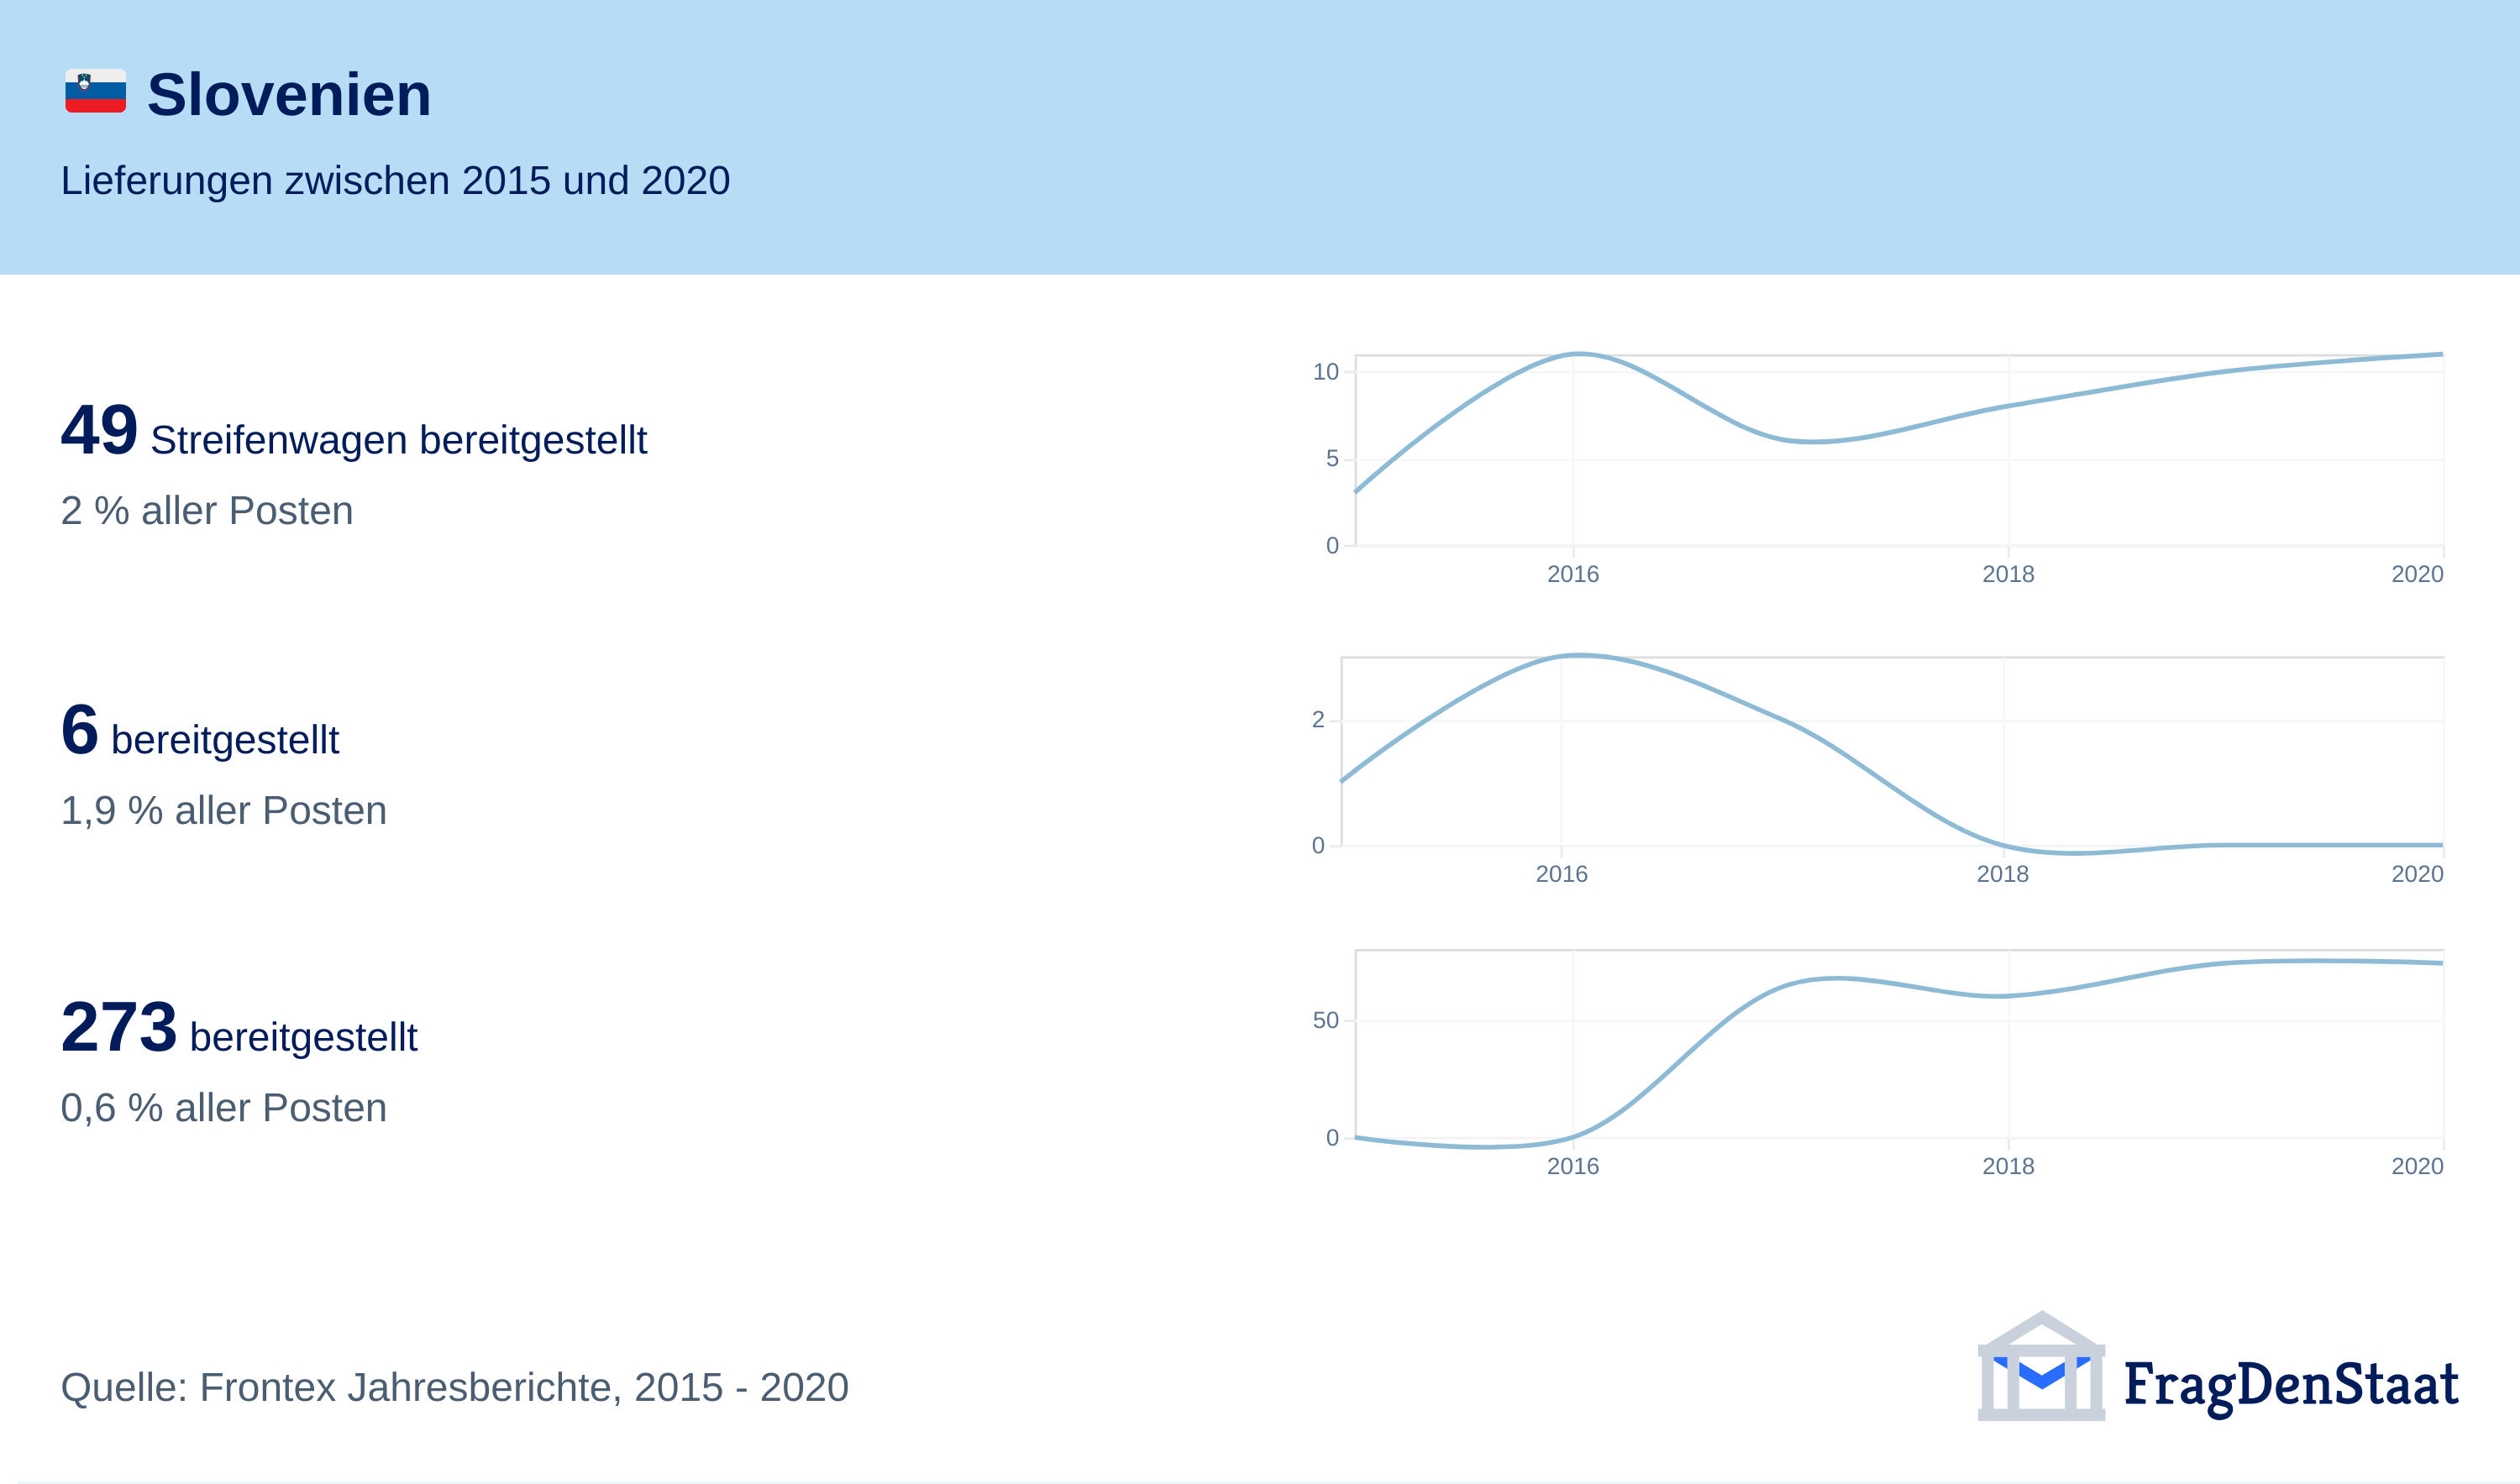 Slovenien
Lieferungen zwischen 2015 und 2020
49 Streifenwagen bereitgestellt
2 % aller Posten
10
5
0
2016 2018 2020
6 bereitgestellt
1,9 % aller Posten
2
0
2016 2018 2020
273 bereitgestellt
0,6 % aller Posten
50
0
2016 2018 2020
Quelle: Frontex Jahresberichte, 2015 - 2020
FragDenStaat